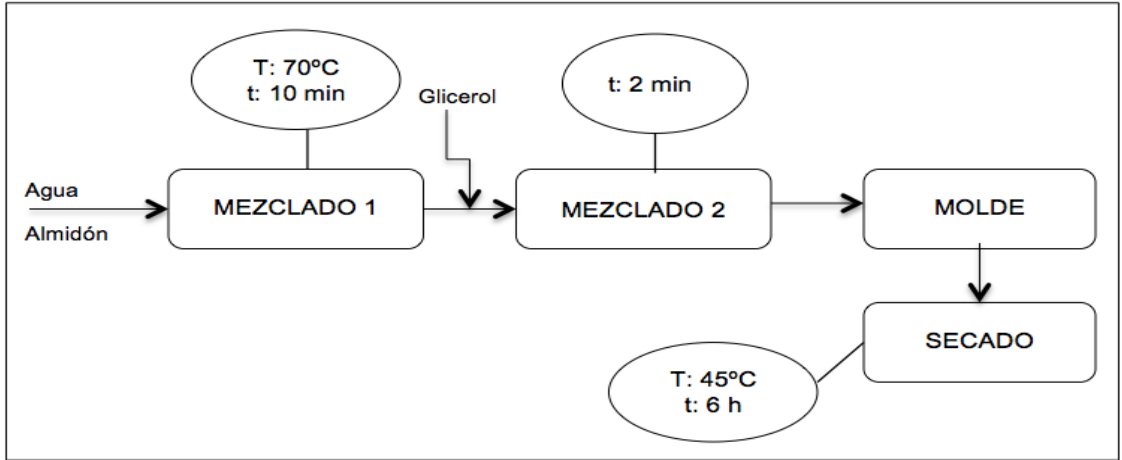 T: 70ºC
t: 10 min
Glicerol
t: 2 min
Agua
Almidón
MEZCLADO 1
MEZCLADO 2
MOLDE
SECADO
T: 45ºC
t: 6 h